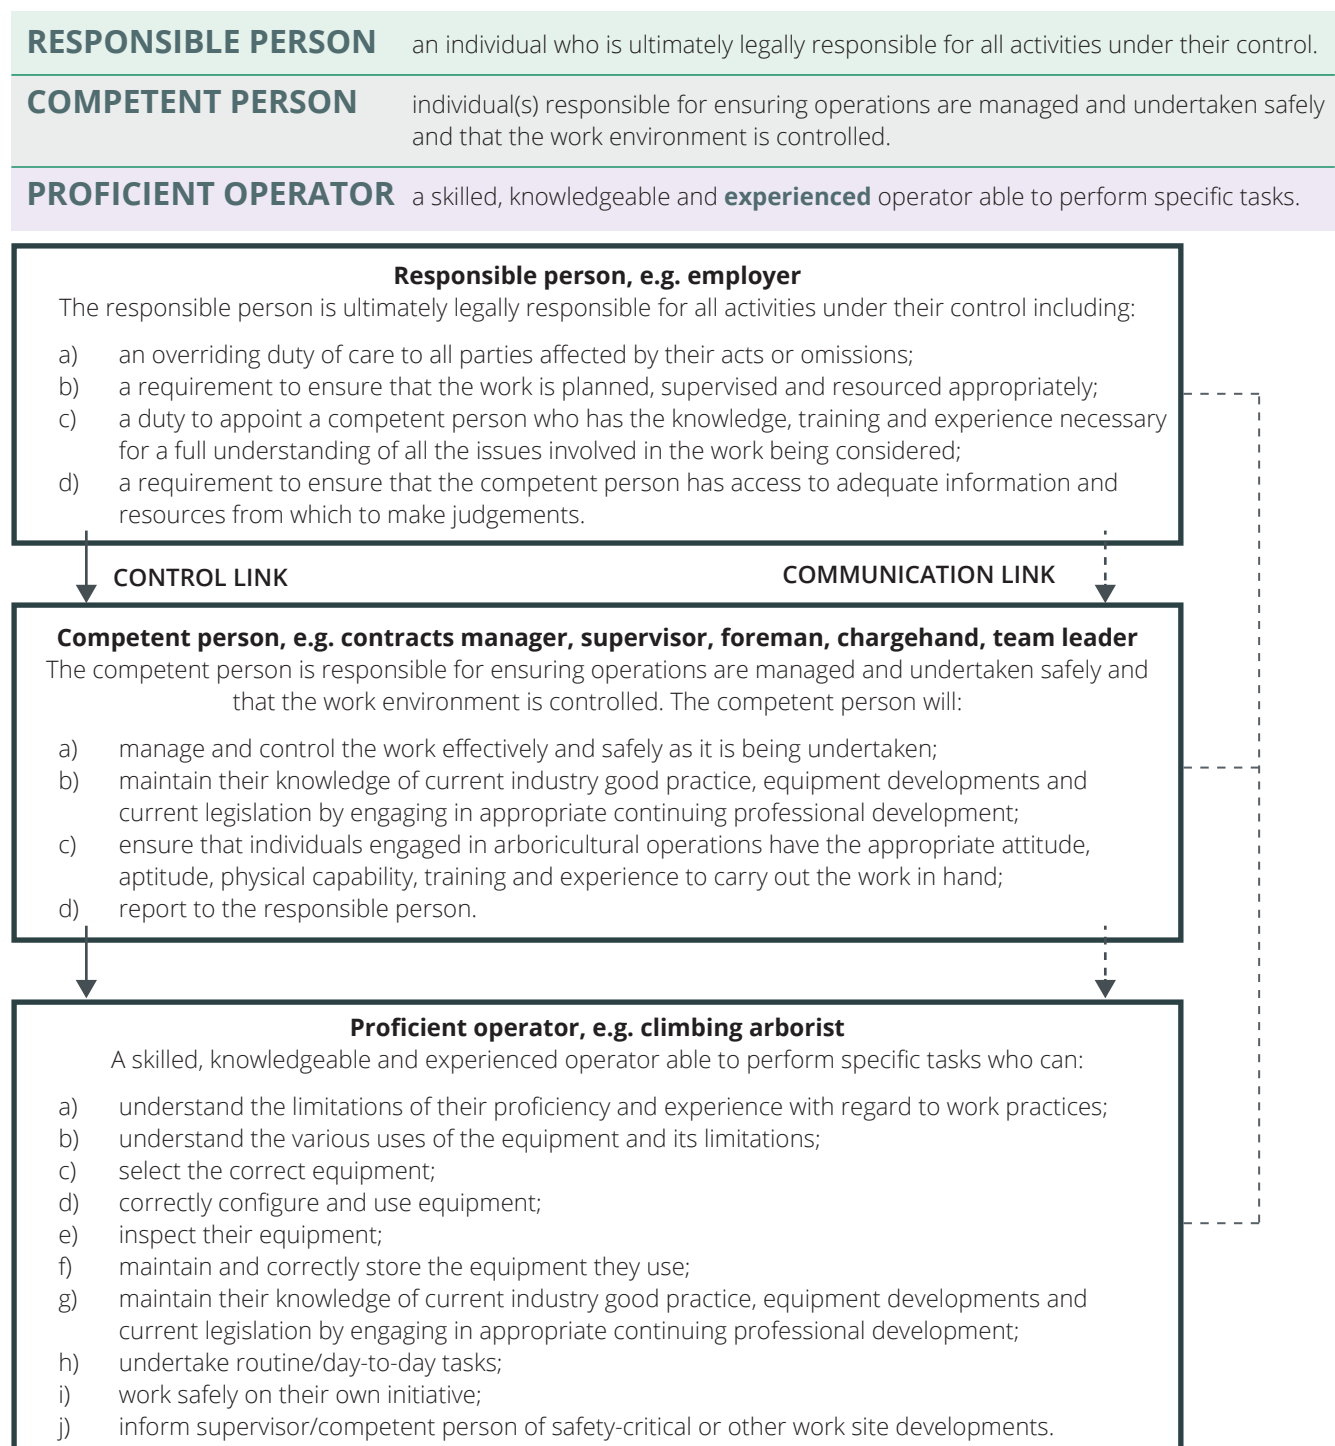 RESPONSIBLE PERSON an individual who is ultimately legally responsible for all activities under their control.
COMPETENT PERSON individual(s) responsible for ensuring operations are managed and undertaken safely
and that the work environment is controlled.
PROFICIENT OPERATOR a skilled, knowledgeable and experienced operator able to perform specific tasks.
Responsible person, e.g. employer
The responsible person is ultimately legally responsible for all activities under their control including:
a) an overriding duty of care to all parties affected by their acts or omissions;
b) a requirement to ensure that the work is planned, supervised and resourced appropriately;
c) a duty to appoint a competent person who has the knowledge, training and experience necessary
for a full understanding of all the issues involved in the work being considered;
d) a requirement to ensure that the competent person has access to adequate information and
resources from which to make judgements.
CONTROL LINK
COMMUNICATION LINK
Competent person, e.g. contracts manager, supervisor, foreman, chargehand, team leader
The competent person is responsible for ensuring operations are managed and undertaken safely and
that the work environment is controlled. The competent person will:
a) manage and control the work effectively and safely as it is being undertaken;
b) maintain their knowledge of current industry good practice, equipment developments and
current legislation by engaging in appropriate continuing professional development;
c) ensure that individuals engaged in arboricultural operations have the appropriate attitude,
aptitude, physical capability, training and experience to carry out the work in hand;
d) report to the responsible person.
Proficient operator, e.g. climbing arborist
A skilled, knowledgeable and experienced operator able to perform specific tasks who can:
a) understand the limitations of their proficiency and experience with regard to work practices;
b) understand the various uses of the equipment and its limitations;
c) select the correct equipment;
d) correctly configure and use equipment;
e) inspect their equipment;
f) maintain and correctly store the equipment they use;
g) maintain their knowledge of current industry good practice, equipment developments and
current legislation by engaging in appropriate continuing professional development;
h) undertake routine/day-to-day tasks;
i) work safely on their own initiative;
j) inform supervisor/competent person of safety-critical or other work site developments.